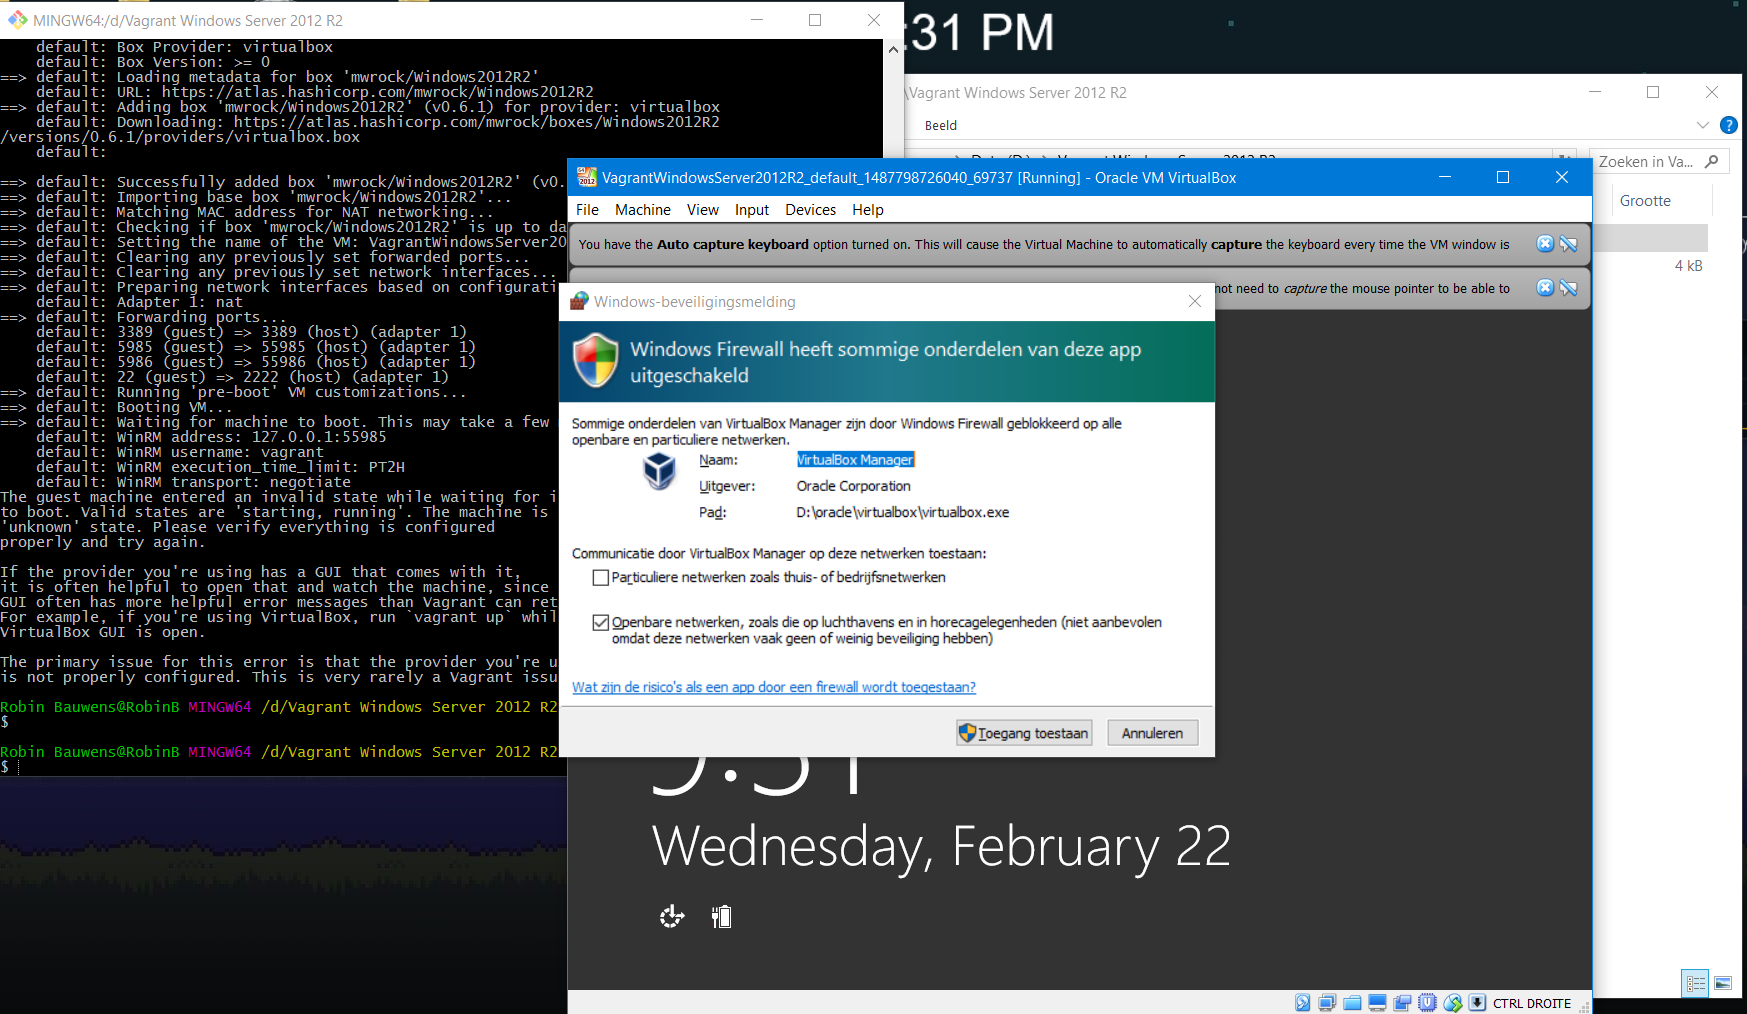 MINGW64:/d/Vagrant Windows Server 2012 R2
default: Box Provider: virtualbox
default: Box Version: >= 0
==> default: Loading metadata for box 'mwrock/Windows2012R2'
default: URL: https://atlas.hashicorp.com/mwrock/Windows2012R2
==> default: Adding box 'mwrock/Windows2012R2' (v0.6.1) for provider: virtualbox
default: Downloading: https://atlas.hashicorp.com/mwrock/boxes/Windows2012R2
/versions/0.6.1/providers/virtualbox.box
default:
==> default: Successfully added box 'mwrock/Windows2012R2' (v0.
==> default: Importing base box 'mwrock/Windows2012R2'...
==> default: Matching MAC address for NAT networking...
==> default: Checking if box 'mwrock/Windows2012R2' is up to da
==> default: Setting the name of the VM: VagrantWindowsServer20
==> default: Clearing any previously set forwarded ports...
==> default: Clearing any previously set network interfaces...
==> default: Preparing network interfaces based on configurati
default: Adapter 1: nat
==> default: Forwarding ports...
default: 3389 (guest) => 3389 (host) (adapter 1)
default: 5985 (guest) => 55985 (host) (adapter 1)
default: 5986 (guest) => 55986 (host) (adapter 1)
default: 22 (guest) => 2222 (host) (adapter 1)
==> default: Running 'pre-boot' VM customizations...
==> default: Booting VM...
==> default: Waiting for machine to boot. This may take a few
default: WinRM address: 127.0.0.1:55985
default: WinRM username: vagrant
default: WinRM execution_time_limit: PT2H
default: WinRM transport: negotiate
The guest machine entered an invalid state while waiting for i
to boot. Valid states are 'starting, running'. The machine is
'unknown' state. Please verify everything is configured
properly and try again.
If the provider you're using has a GUI that comes with it,
it is often helpful to open that and watch the machine, since
GUI often has more helpful error messages than Vagrant can ret
For example, if you're using VirtualBox, run `vagrant up` whil
VirtualBox GUI is open.
The primary issue for this error is that the provider you're u
is not properly configured. This is very rarely a Vagrant issu
Robin Bauwens@RobinB MINGW64 /d/Vagrant Windows Server 2012 R2
$
Robin Bauwens@RobinB MINGW64 /d/Vagrant Windows Server 2012 R2
$
:31 PM
\Vagrant Windows Server 2012 R2
Beeld
Zoeken in Va...
Grootte
4 kB
VagrantWindowsServer2012R2_default_1487798726040_69737 [Running] - Oracle VM VirtualBox
File Machine View Input Devices Help
You have the Auto capture keyboard option turned on. This will cause the Virtual Machine to automatically capture the keyboard every time the VM window is
not need to capture the mouse pointer to be able to
Windows-beveiligingsmelding
Windows Firewall heeft sommige onderdelen van deze app
uitgeschakeld
Sommige onderdelen van VirtualBox Manager zijn door Windows Firewall geblokkeerd op alle
openbare en particuliere netwerken.
Naam: VirtualBox Manager
Uitgever: Oracle Corporation
Pad: D:\oracle\virtualbox\virtualbox.exe
Communicatie door VirtualBox Manager op deze netwerken toestaan:
Particuliere netwerken zoals thuis- of bedrijfsnetwerken
Openbare netwerken, zoals die op luchthavens en in horecagelegenheden (niet aanbevolen
omdat deze netwerken vaak geen of weinig beveiliging hebben)
Wat zijn de risico's als een app door een firewall wordt toegestaan?
Toegang toestaan
Annuleren
Wednesday, February 22
CTRL DROITE